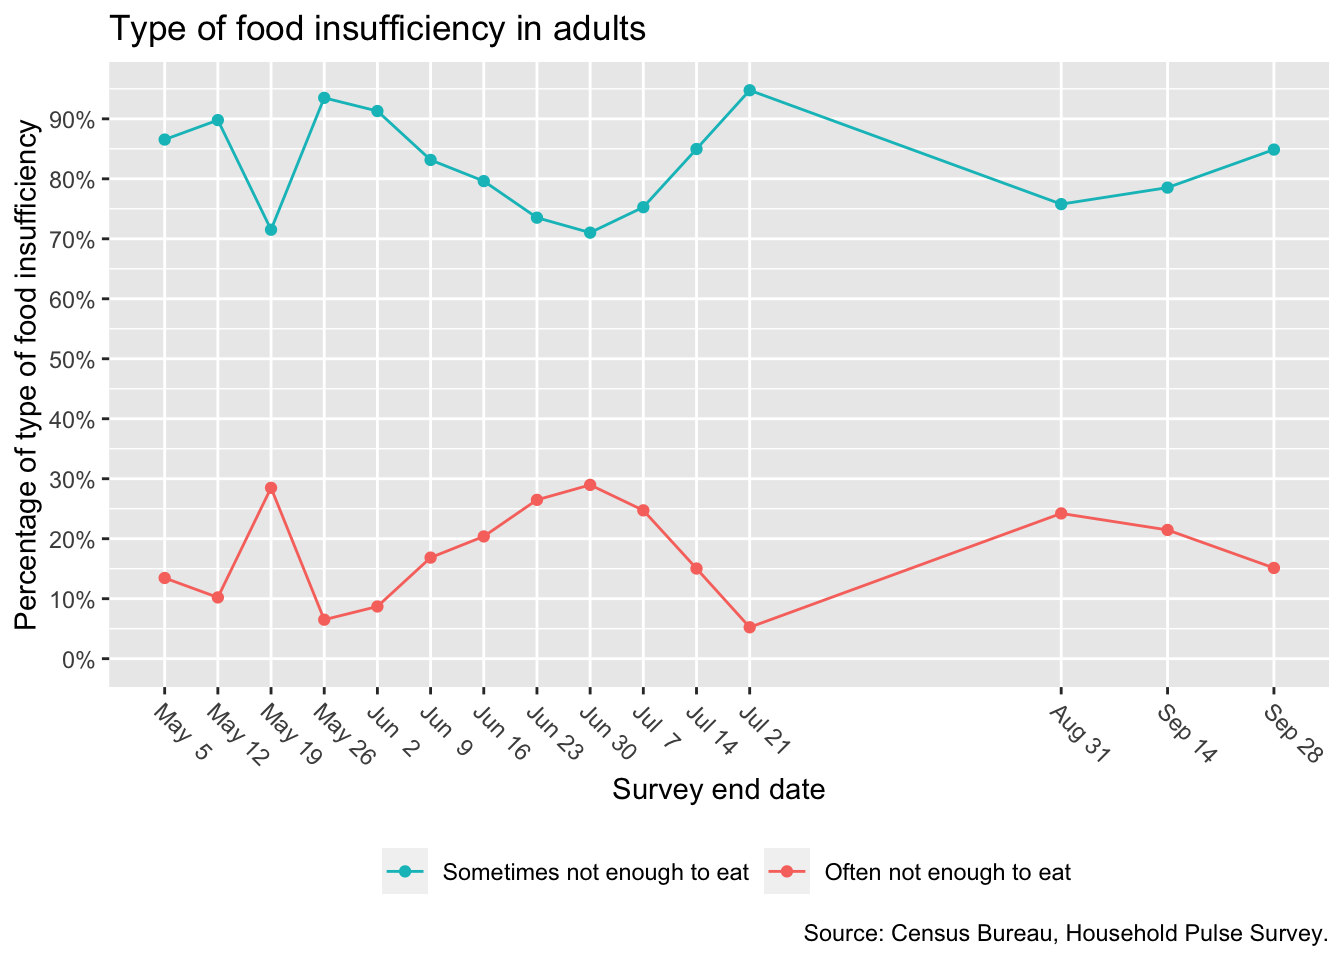 Type of food insufficiency in adults
Percentage of type of food insufficiency
90%
80%
70%
60%
50%
40%
30%
20%
10%
0%
May 5
May 12
May 19
May 26
Jun 2
Jun 9
Jun 16
Jun 23
Jun 30
Jul 7
Jul 14
Jul 21
Aug 31
Sep 14
Sep 28
Survey end date
Sometimes not enough to eat
Often not enough to eat
Source: Census Bureau, Household Pulse Survey.